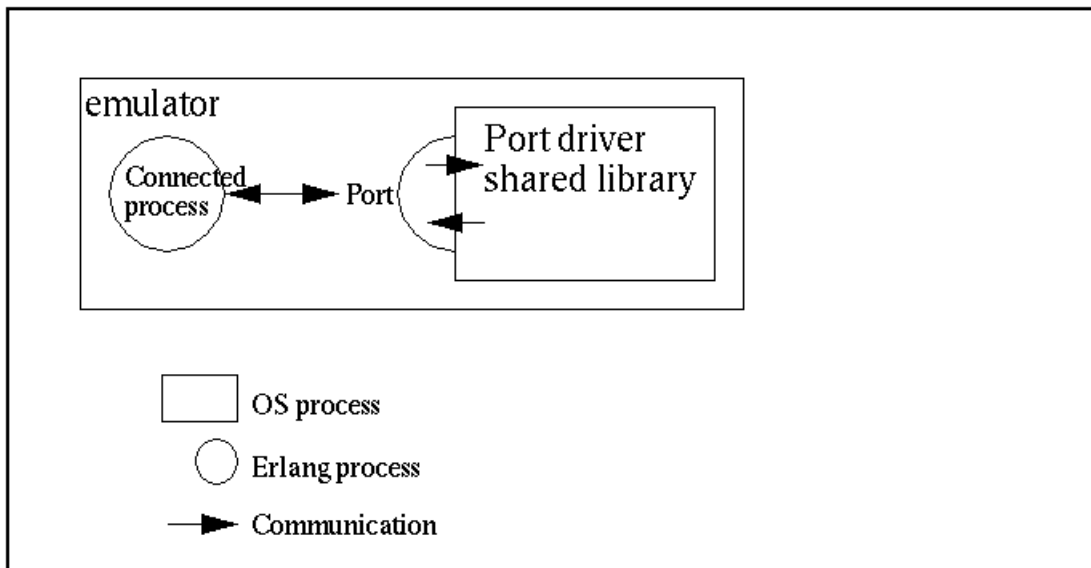 emulator
Connected
process
Port
Port driver
shared library
OS process
Erlang process
Communication